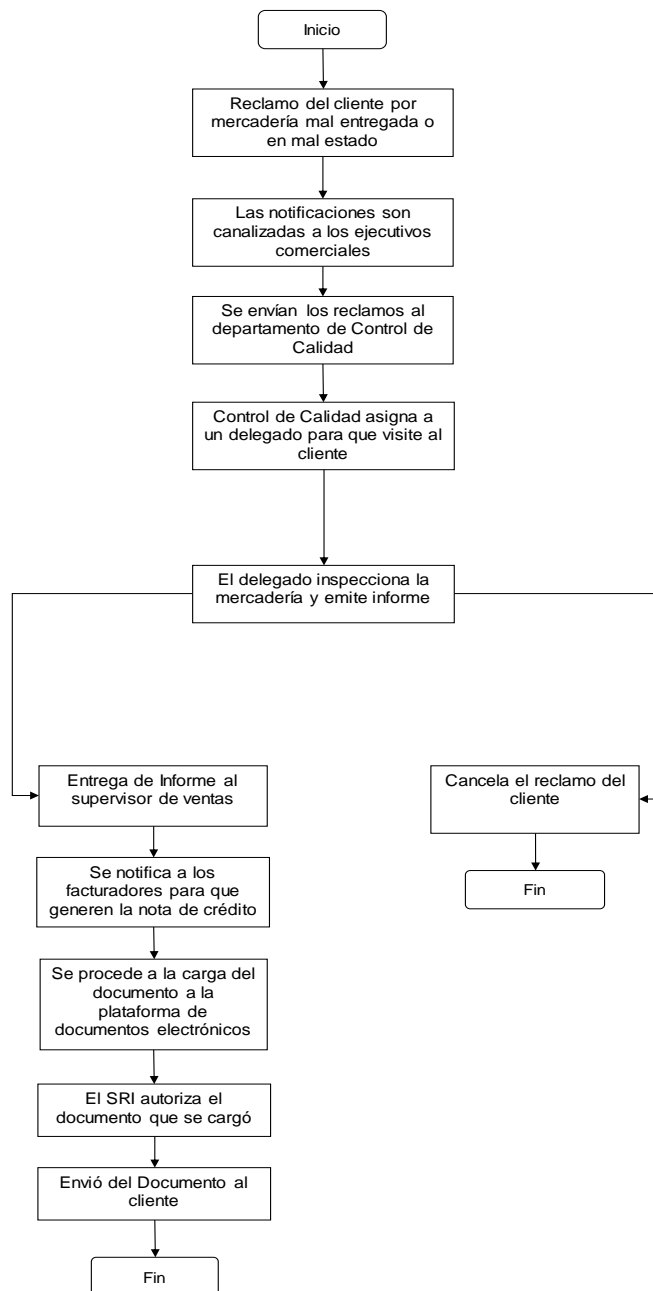 Inicio
Reclamo del cliente por
mercadería mal entregada o
en mal estado
Las notificaciones son
canalizadas a los ejecutivos
comerciales
Se envían los reclamos al
departamento de Control de
Calidad
Control de Calidad asigna a
un delegado para que visite al
cliente
El delegado inspecciona la
mercadería y emite informe
Entrega de Informe al
supervisor de ventas
Se notifica a los
facturadores para que
generen la nota de crédito
Se procede a la carga del
documento a la
plataforma de
documentos electrónicos
El SRI autoriza el
documento que se cargó
Envió del Documento al
cliente
Fin
Cancela el reclamo del
cliente
Fin